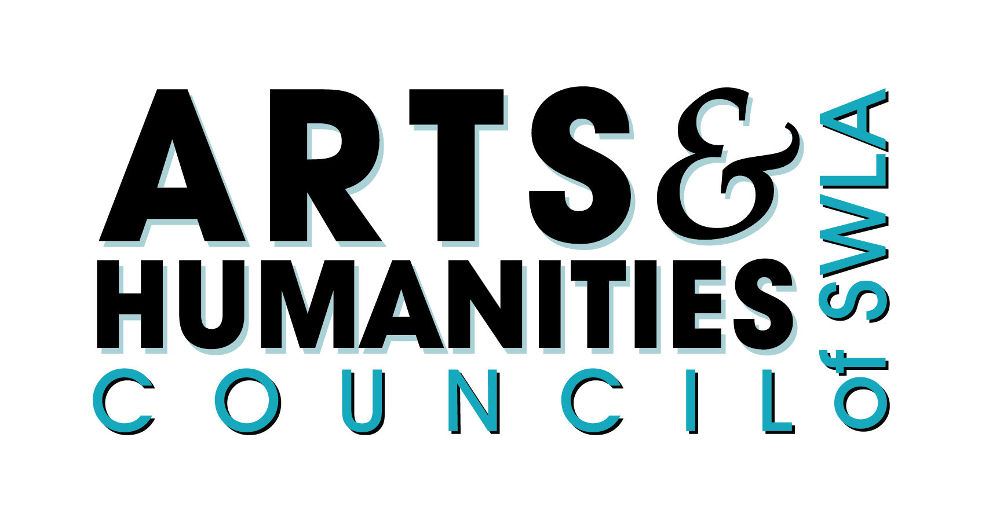 ARTS &
HUMANITIES
COUNCIL
of SWLA